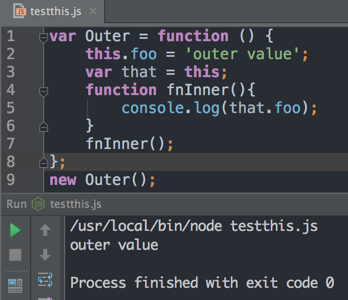 testthis.js
1 var Outer = function () {
2     this.foo = 'outer value';
3     var that = this;
4     function fnInner(){
5         console.log(that.foo);
6     }
7     fnInner();
8 };
9 new Outer();
Run testthis.js
/usr/local/bin/node testthis.js
outer value
Process finished with exit code 0